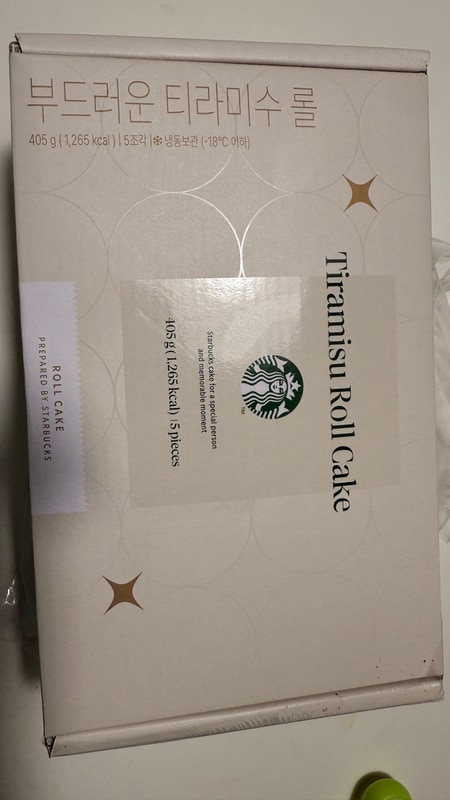 부드러운 티라미수 롤
405 g ( 1,265 kcal ) | 5조각 | ❄ 냉동보관 (-18℃ 이하)
Tiramisu Roll Cake
TM
Starbucks cake for a special person
and memorable moment
405 g ( 1,265 kcal ) | 5 pieces
ROLL CAKE
PREPARED BY STARBUCKS